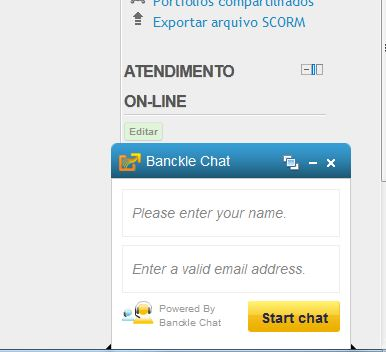 Portfólios compartilhados
Exportar arquivo SCORM
ATENDIMENTO
ON-LINE
Editar
Banckle Chat
Please enter your name.
Enter a valid email address.
Powered By
Banckle Chat
Start chat